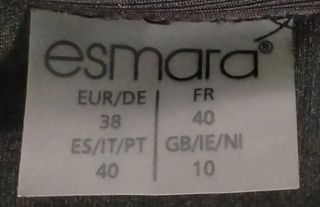 esmara®
EUR/DE FR
38 40
ES/IT/PT GB/IE/NI
40 10